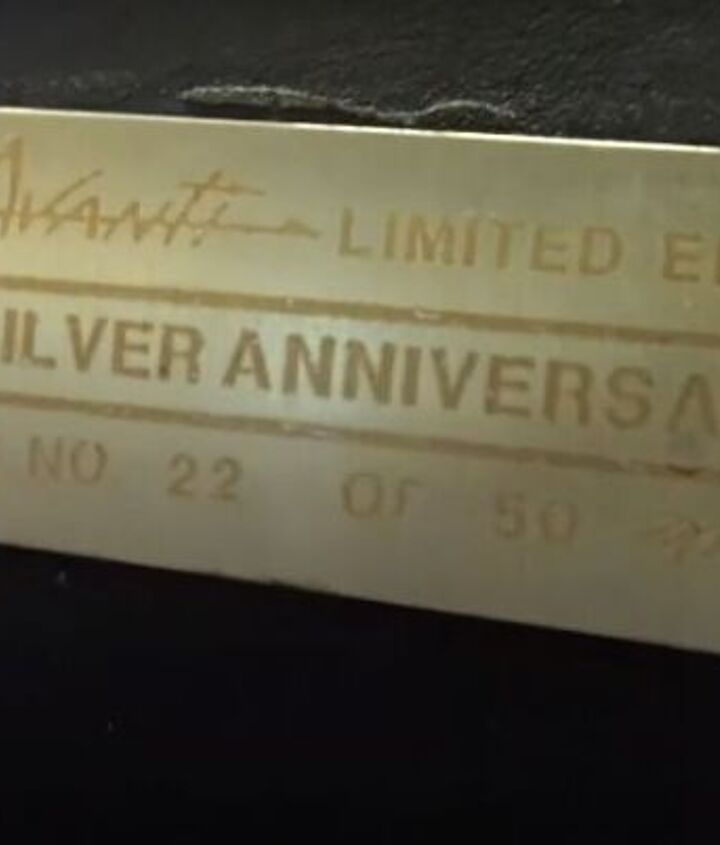 Avanti LIMITED E
ILVER ANNIVERSA
NO 22 OF 50